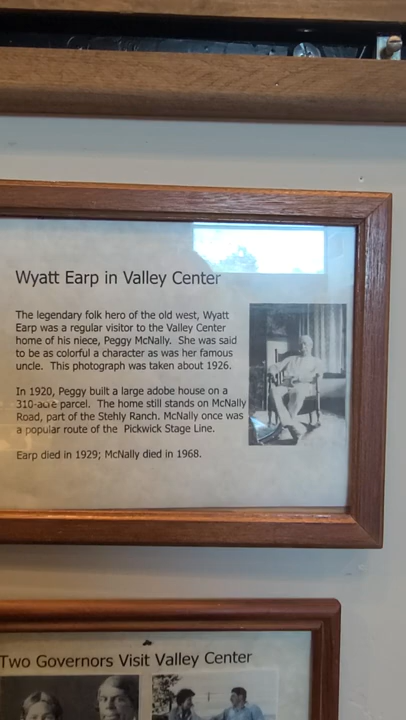 Wyatt Earp in Valley Center
The legendary folk hero of the old west, Wyatt
Earp was a regular visitor to the Valley Center
home of his niece, Peggy McNally. She was said
to be as colorful a character as was her famous
uncle. This photograph was taken about 1926.
In 1920, Peggy built a large adobe house on a
310-acre parcel. The home still stands on McNally
Road, part of the Stehly Ranch. McNally once was
a popular route of the Pickwick Stage Line.
Earp died in 1929; McNally died in 1968.
Two Governors Visit Valley Center